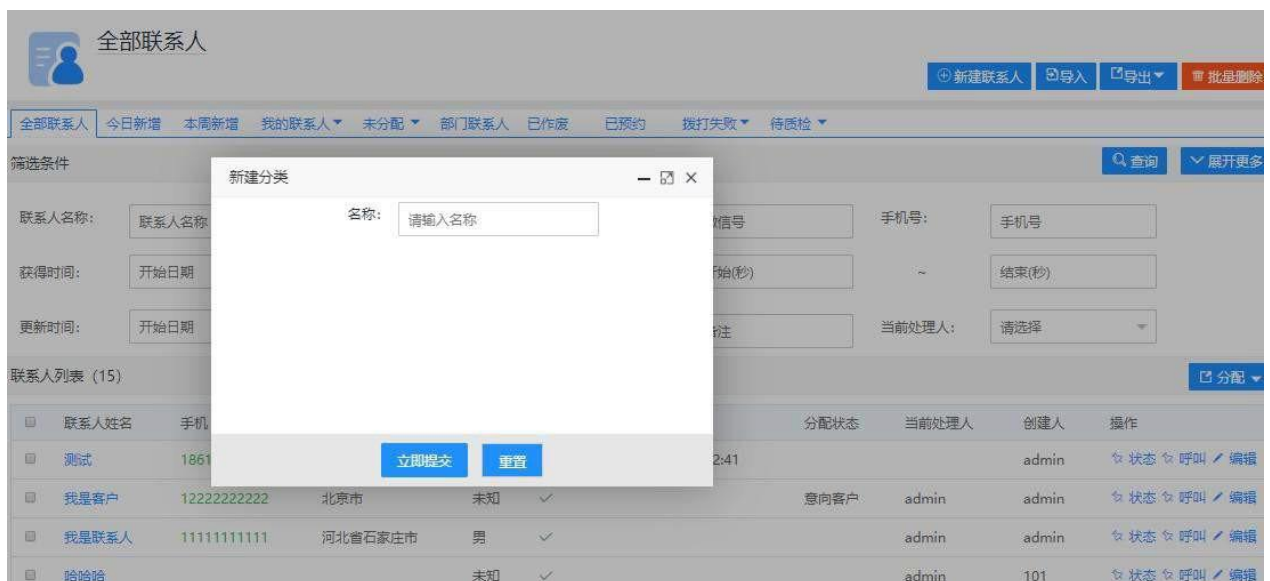 全部联系人
新建联系人 导入 导出 批量删除
全部联系人 今日新增 本周新增 我的联系人 未分配 部门联系人 已作废 已预约 拨打失败 待质检
筛选条件 查询 展开更多
新建分类
名称: 请输入名称
联系人名称: 联系人名称 信号 手机号: 手机号
获得时间: 开始日期 始(秒) ~ 结束(秒)
更新时间: 开始日期 注 当前处理人: 请选择
联系人列表 (15) 分配
联系人姓名 手机 分配状态 当前处理人 创建人 操作
立即提交 重置
测试 1861 2:41 admin 状态 呼叫 编辑
我是客户 12222222222 北京市 未知 意向客户 admin admin 状态 呼叫 编辑
我是联系人 11111111111 河北省石家庄市 男 admin admin 状态 呼叫 编辑
哈哈哈 未知 admin 101 状态 呼叫 编辑